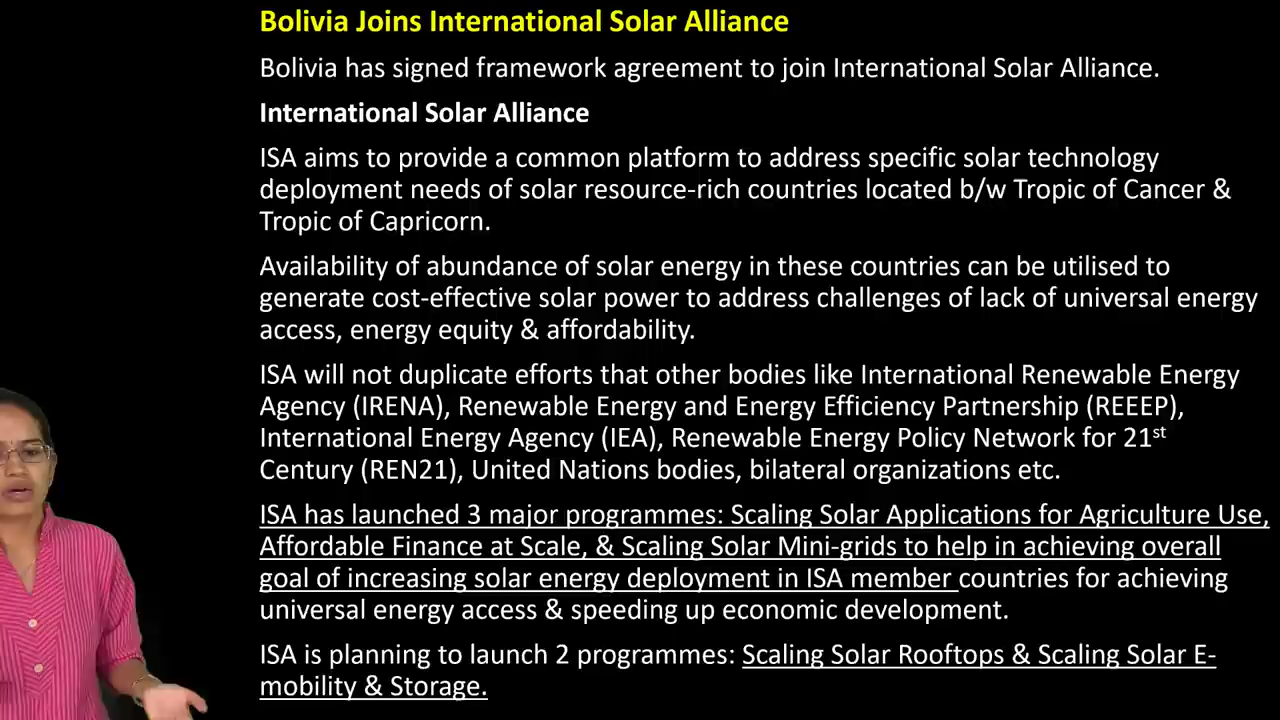 Bolivia Joins International Solar Alliance
Bolivia has signed framework agreement to join International Solar Alliance.
International Solar Alliance
ISA aims to provide a common platform to address specific solar technology
deployment needs of solar resource-rich countries located b/w Tropic of Cancer &
Tropic of Capricorn.
Availability of abundance of solar energy in these countries can be utilised to
generate cost-effective solar power to address challenges of lack of universal energy
access, energy equity & affordability.
ISA will not duplicate efforts that other bodies like International Renewable Energy
Agency (IRENA), Renewable Energy and Energy Efficiency Partnership (REEEP),
International Energy Agency (IEA), Renewable Energy Policy Network for 21st
Century (REN21), United Nations bodies, bilateral organizations etc.
ISA has launched 3 major programmes: Scaling Solar Applications for Agriculture Use,
Affordable Finance at Scale, & Scaling Solar Mini-grids to help in achieving overall
goal of increasing solar energy deployment in ISA member countries for achieving
universal energy access & speeding up economic development.
ISA is planning to launch 2 programmes: Scaling Solar Rooftops & Scaling Solar E-
mobility & Storage.